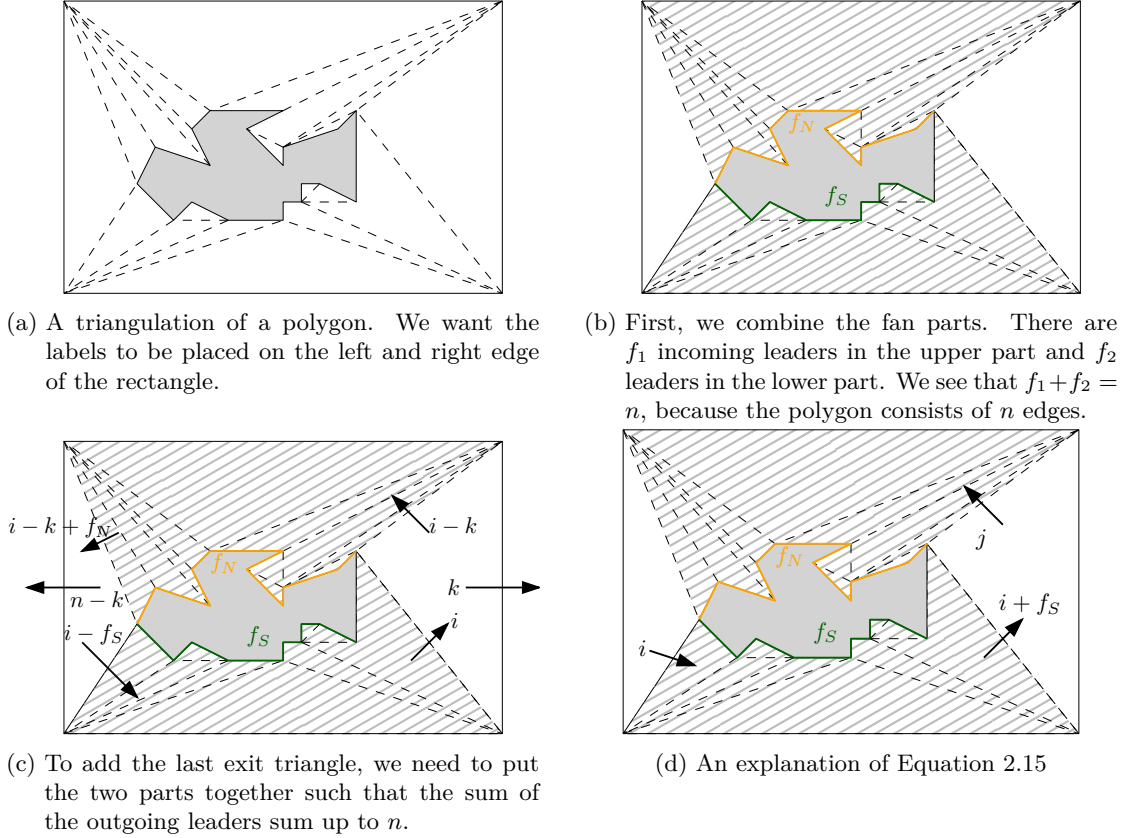 f_N
f_S
(a) A triangulation of a polygon. We want the
labels to be placed on the left and right edge
of the rectangle.
(b) First, we combine the fan parts. There are
f_1 incoming leaders in the upper part and f_2
leaders in the lower part. We see that f_1+f_2 =
n, because the polygon consists of n edges.
i − k + f_N
i − k
f_N
n − k
k
i − f_S
f_S
i
(c) To add the last exit triangle, we need to put
the two parts together such that the sum of
the outgoing leaders sum up to n.
j
f_N
i + f_S
f_S
i
(d) An explanation of Equation 2.15